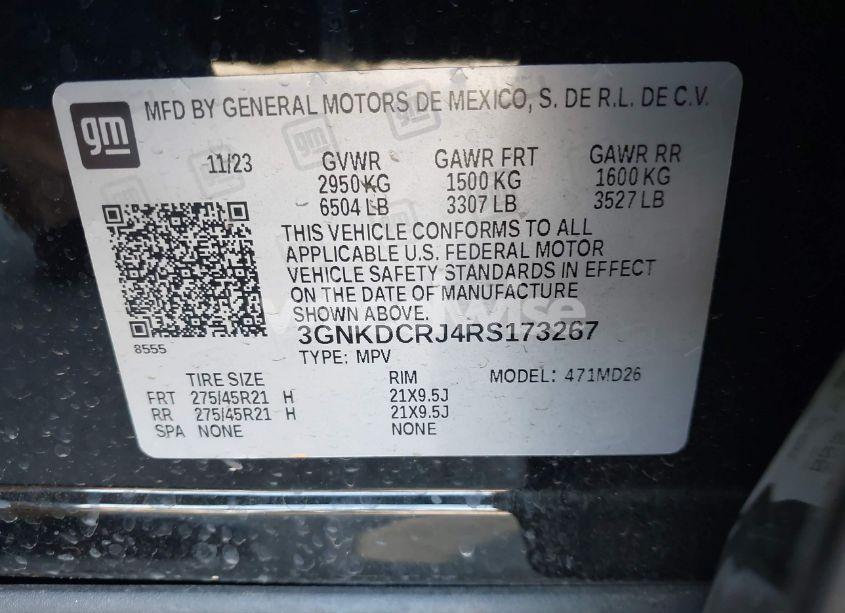 gm
MFD BY GENERAL MOTORS DE MEXICO, S. DE R.L. DE C.V.
11/23 GVWR GAWR FRT GAWR RR
2950 KG 1500 KG 1600 KG
6504 LB 3307 LB 3527 LB
THIS VEHICLE CONFORMS TO ALL
APPLICABLE U.S. FEDERAL MOTOR
VEHICLE SAFETY STANDARDS IN EFFECT
ON THE DATE OF MANUFACTURE
SHOWN ABOVE.
8555
3GNKDCRJ4RS173267
TYPE: MPV
TIRE SIZE RIM MODEL: 471MD26
FRT 275/45R21 H 21X9.5J
RR 275/45R21 H 21X9.5J
SPA NONE NONE